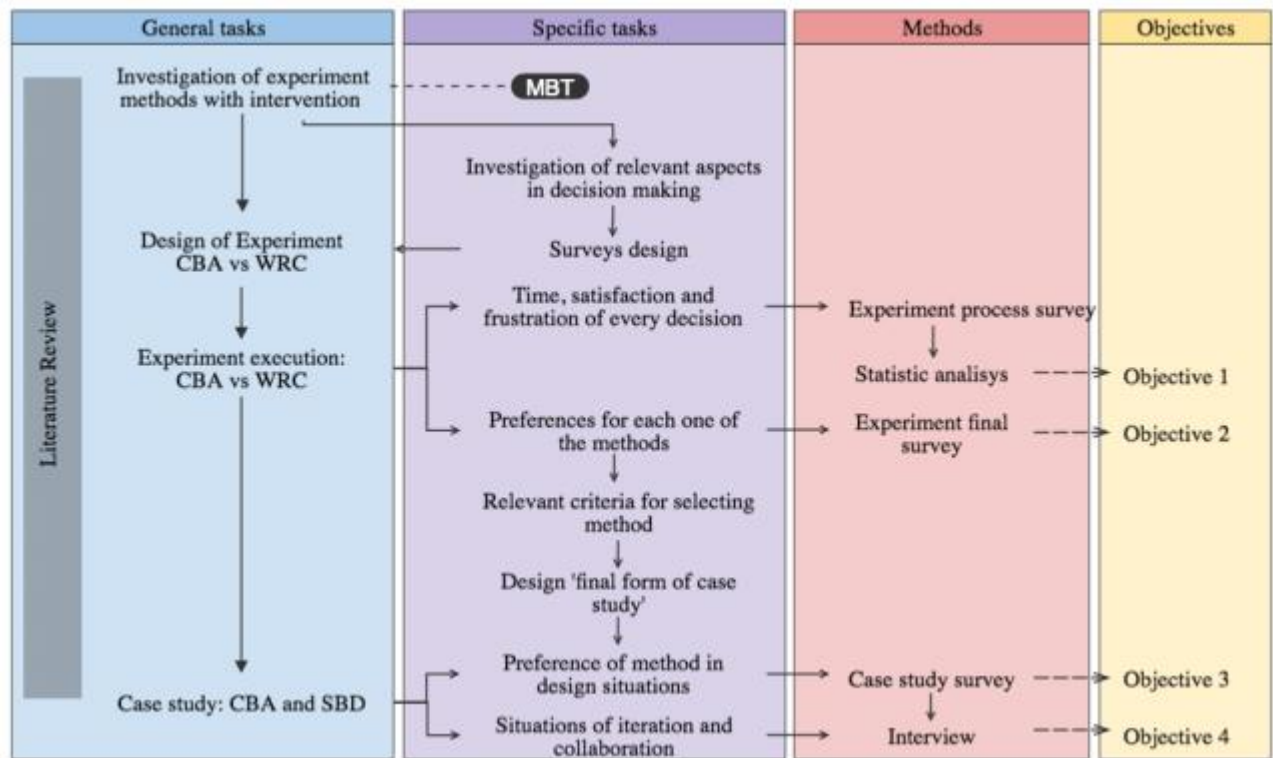 General tasks
Specific tasks
Methods
Objectives
Literature Review
Investigation of experiment
methods with intervention
MBT
Investigation of relevant aspects
in decision making
Design of Experiment
CBA vs WRC
Surveys design
Time, satisfaction and
frustration of every decision
Experiment process survey
Experiment execution:
CBA vs WRC
Statistic analisys
Objective 1
Preferences for each one of
the methods
Experiment final
survey
Objective 2
Relevant criteria for selecting
method
Design 'final form of case
study'
Preference of method in
design situations
Case study survey
Objective 3
Case study: CBA and SBD
Situations of iteration and
collaboration
Interview
Objective 4